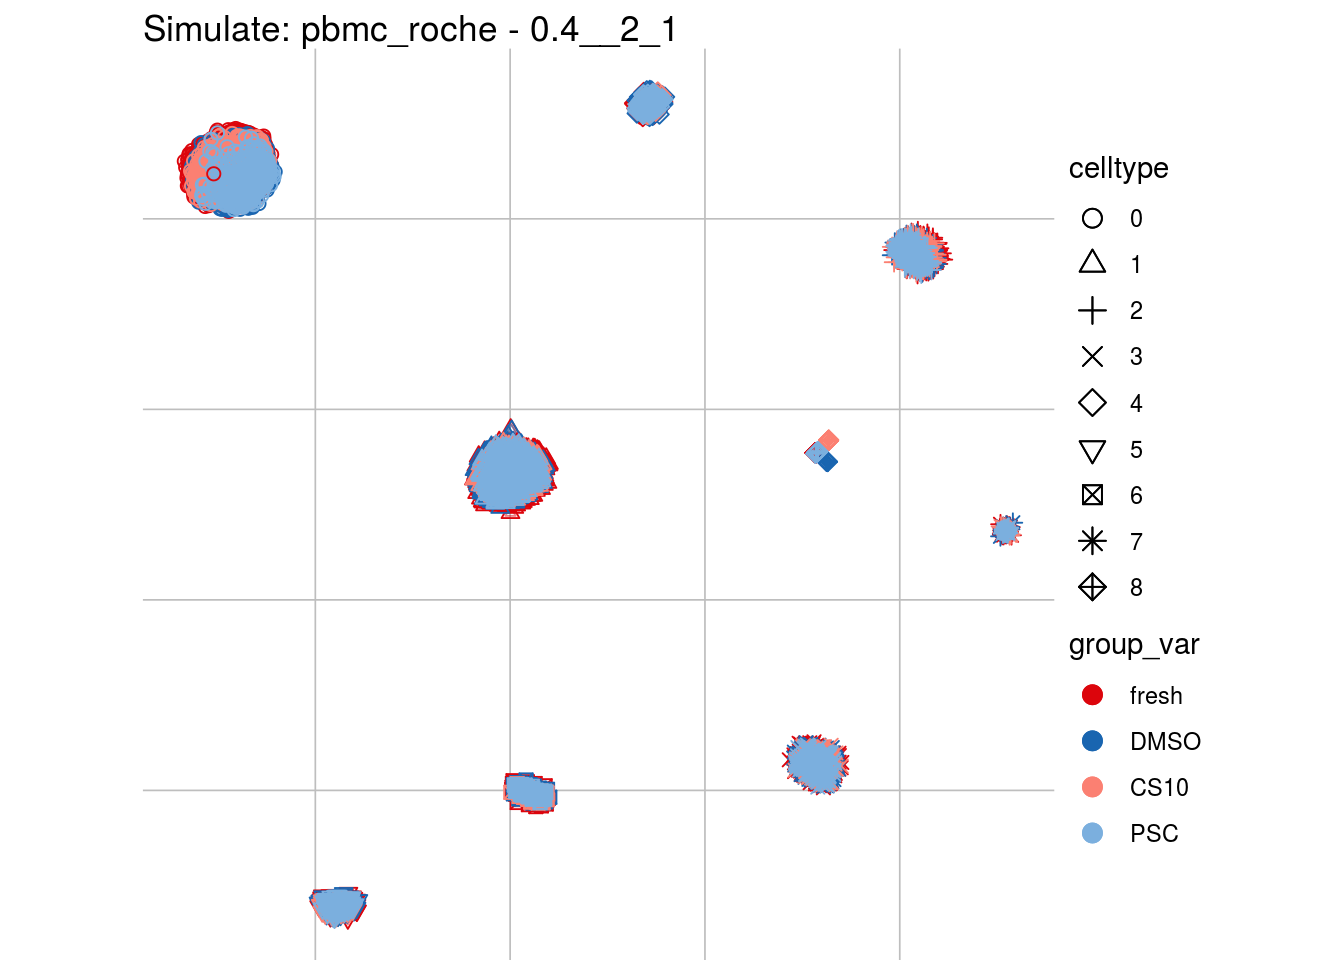 Simulate: pbmc_roche - 0.4__2_1
celltype
0
1
2
3
4
5
6
7
8
group_var
fresh
DMSO
CS10
PSC